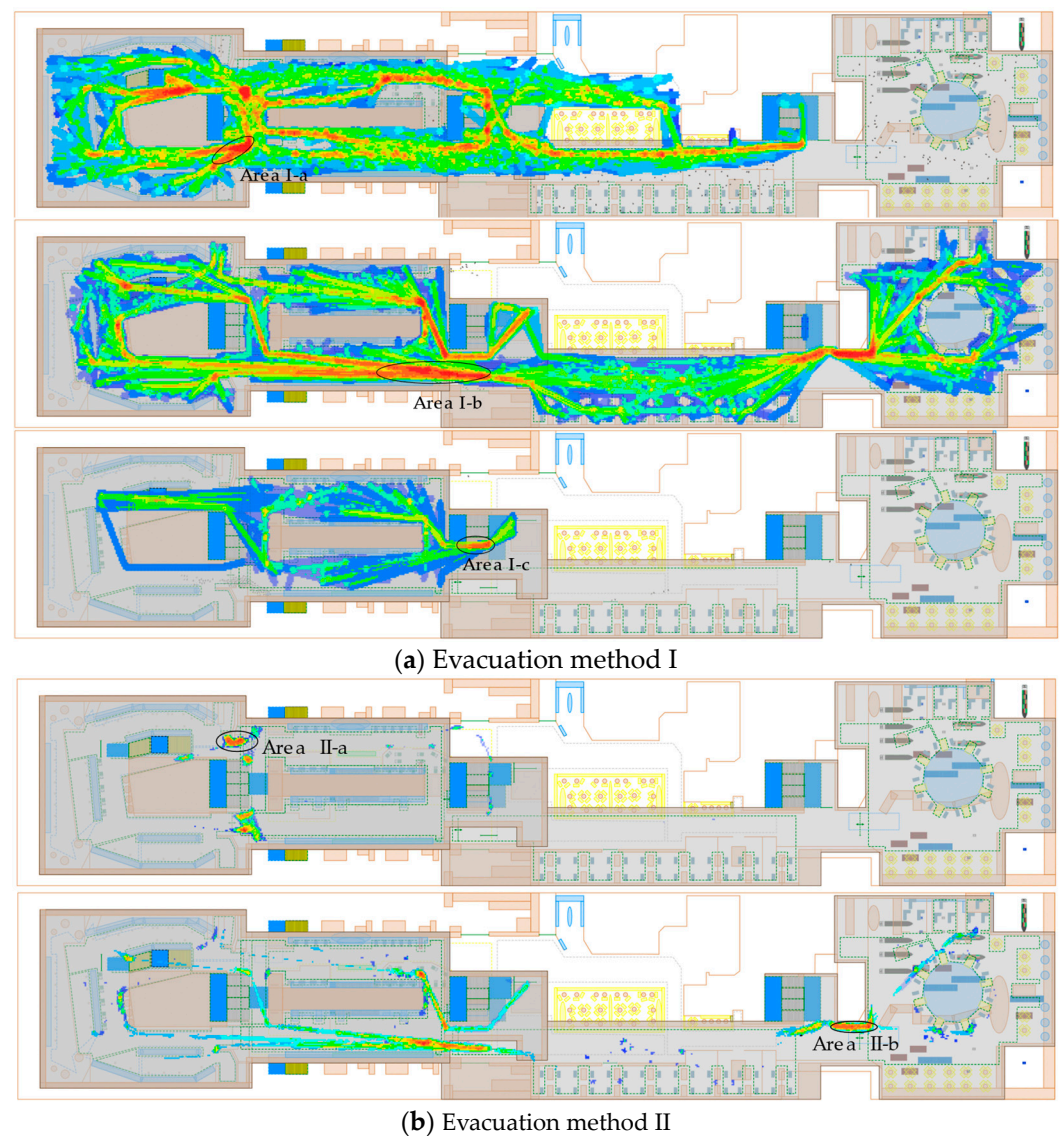 Area I-a
Area I-b
Area I-c
(a) Evacuation method I
Area II-a
Area II-b
(b) Evacuation method II